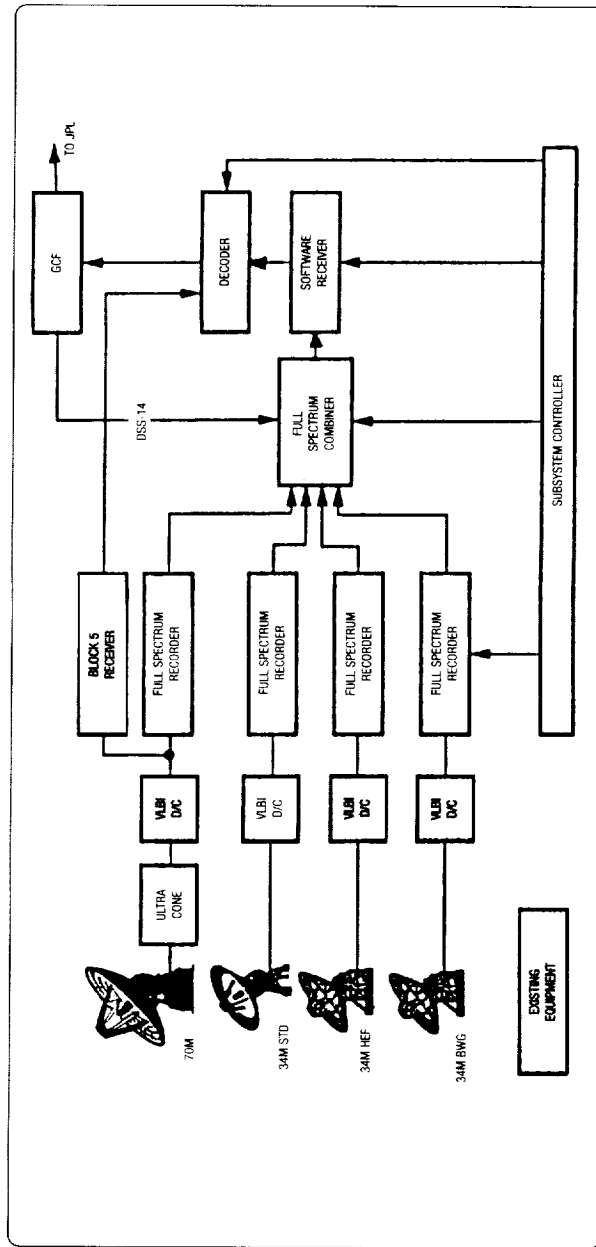 70M
ULTRA
CONE
VLBI
D/C
BLOCK 5
RECEIVER
FULL SPECTRUM
RECORDER
GCF
TO JPL
DSS-14
DECODER
34M STD
VLBI
D/C
FULL SPECTRUM
RECORDER
FULL
SPECTRUM
COMBINER
SOFTWARE
RECEIVER
34M HEF
VLBI
D/C
FULL SPECTRUM
RECORDER
34M BWG
VLBI
D/C
FULL SPECTRUM
RECORDER
EXISTING
EQUIPMENT
SUBSYSTEM CONTROLLER